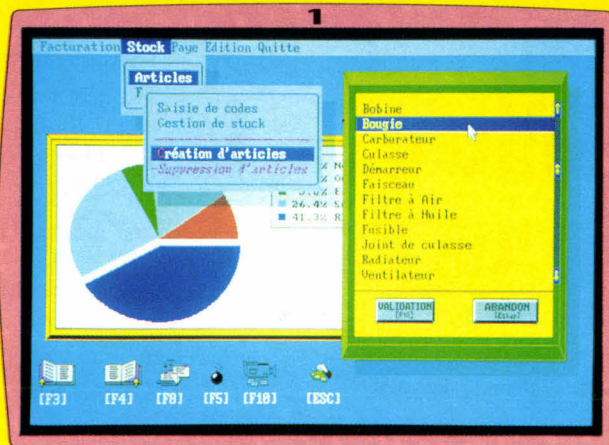 1
Facturation Stock Paye Edition Quitte
Articles
F
Saisie de codes
Gestion de stock
Création d'articles
Suppression d'articles
26.4%
41.3%
Bobine
Bougie
Carburateur
Culasse
Démarreur
Faisceau
Filtre à Air
Filtre à Huile
Fusible
Joint de culasse
Radiateur
Ventilateur
VALIDATION
[F10]
ABANDON
[Echap]
[F3] [F4] [F8] [F5] [F10] [ESC]